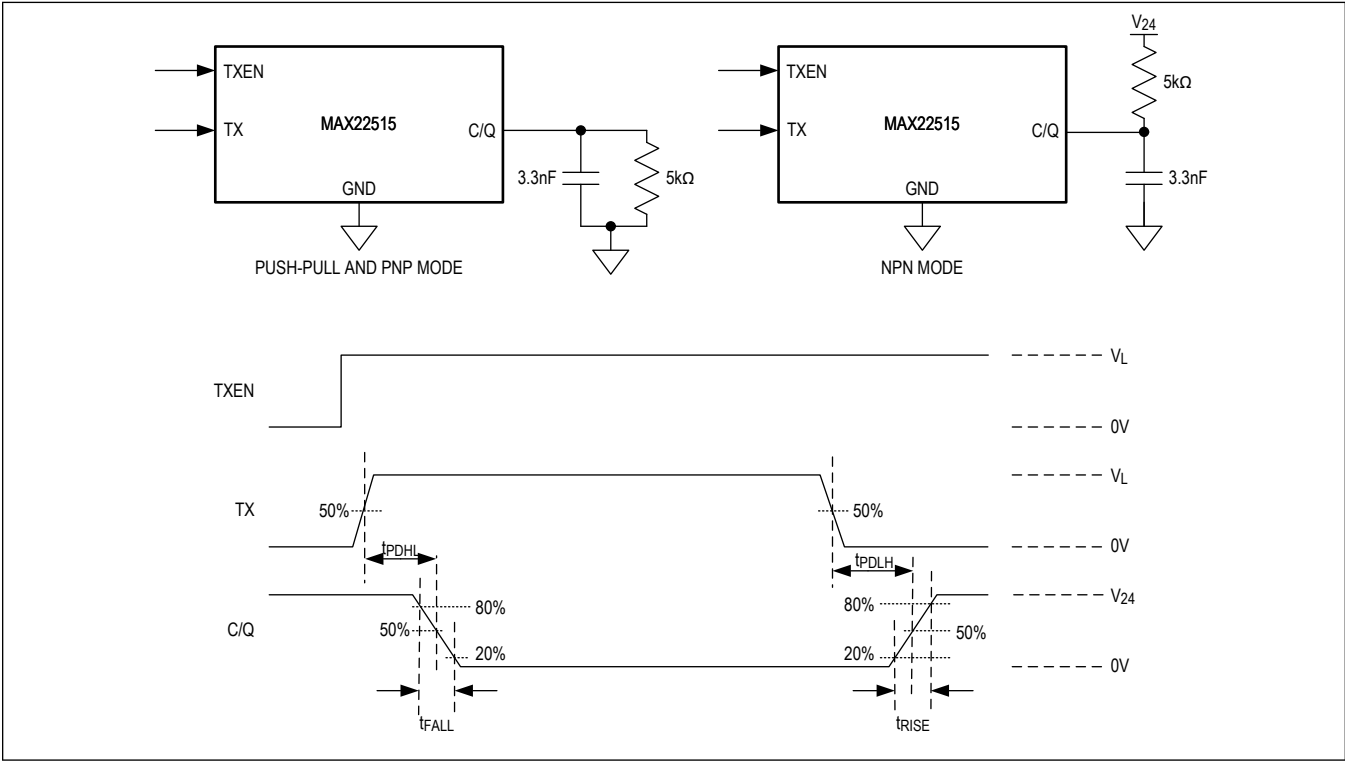 TXEN
TX
MAX22515
C/Q
GND
3.3nF
5kΩ
PUSH-PULL AND PNP MODE
V24
TXEN
TX
MAX22515
C/Q
GND
5kΩ
3.3nF
NPN MODE
TXEN
VL
0V
TX
50%
50%
VL
0V
tPDHL
tPDLH
C/Q
80%
50%
20%
80%
50%
20%
V24
0V
tFALL
tRISE